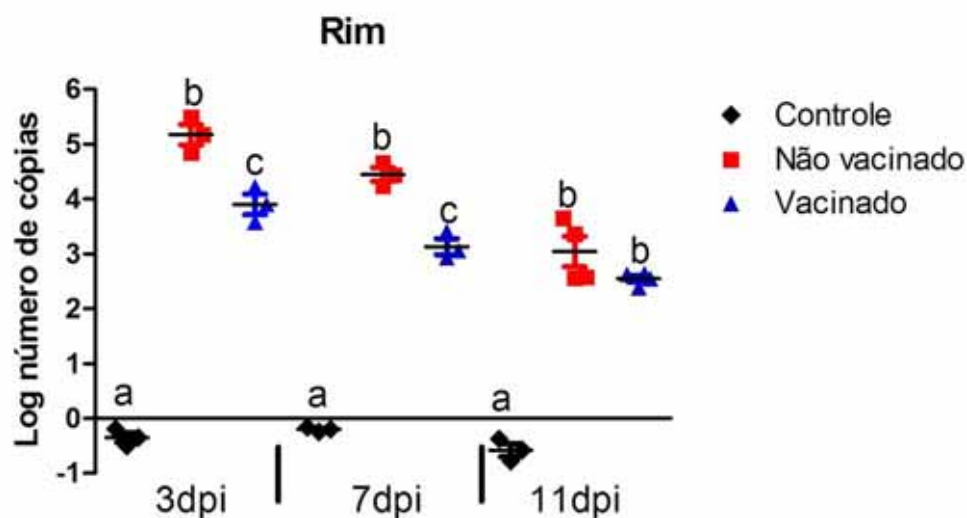 Rim
Log número de cópias
6
5
4
3
2
1
0
-1
b
c
b
c
b
b
a
a
a
3dpi
7dpi
11dpi
Controle
Não vacinado
Vacinado